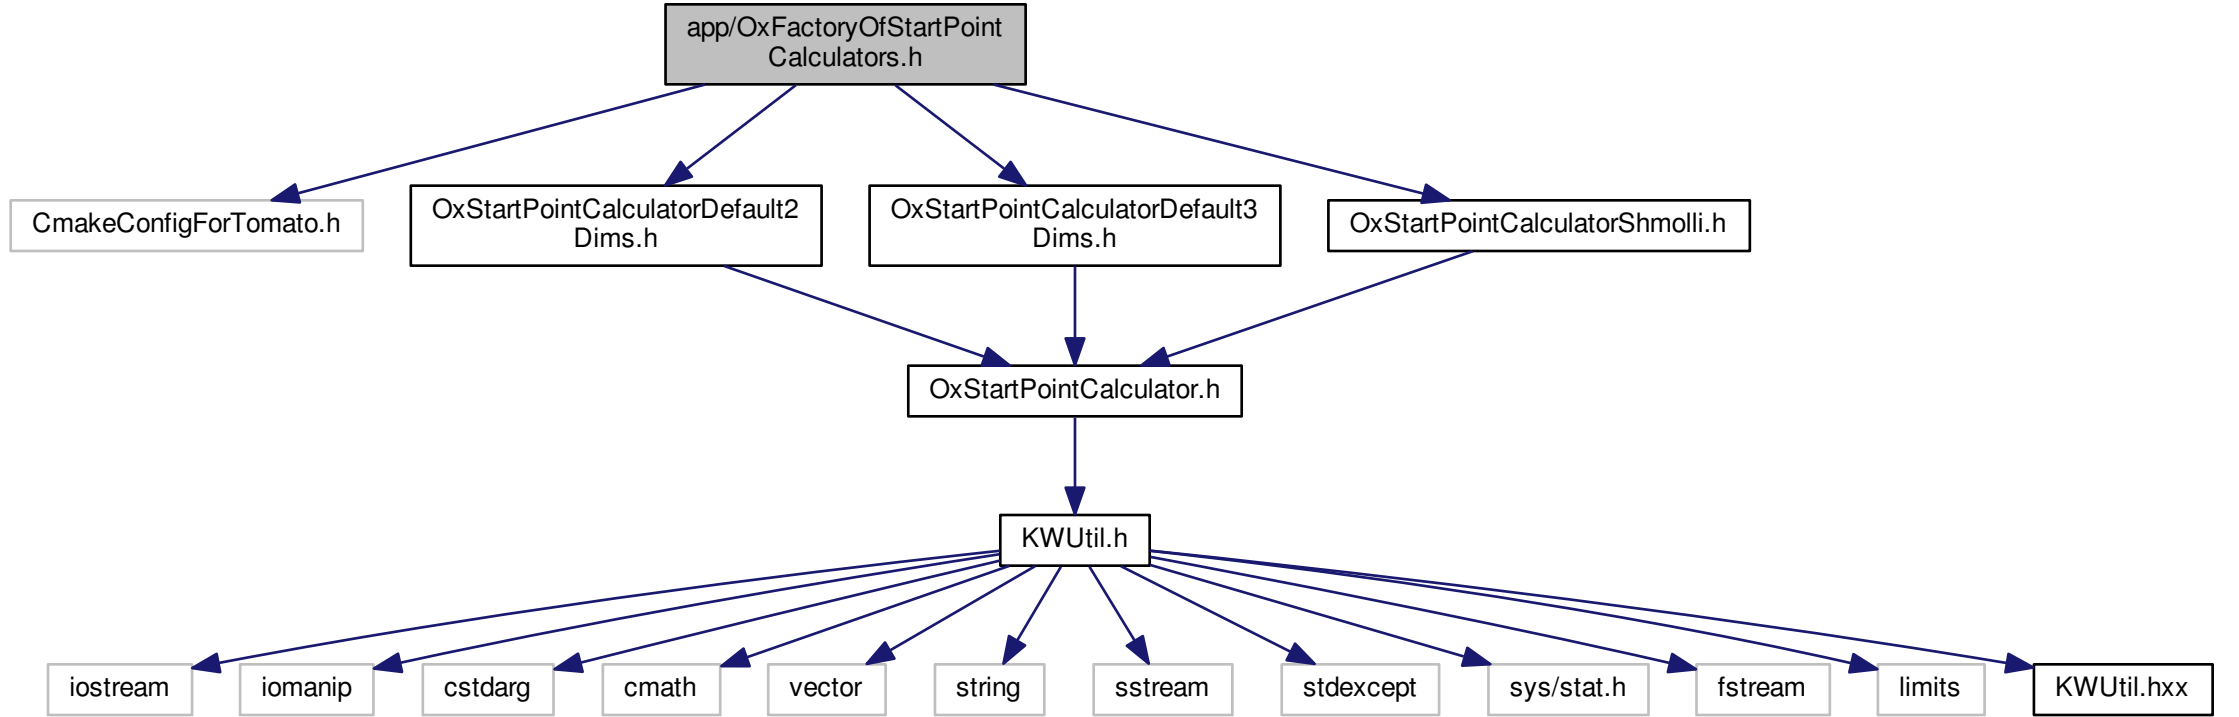 app/OxFactoryOfStartPoint
Calculators.h
CmakeConfigForTomato.h
OxStartPointCalculatorDefault2
Dims.h
OxStartPointCalculatorDefault3
Dims.h
OxStartPointCalculatorShmolli.h
OxStartPointCalculator.h
KWUtil.h
iostream
iomanip
cstdarg
cmath
vector
string
sstream
stdexcept
sys/stat.h
fstream
limits
KWUtil.hxx